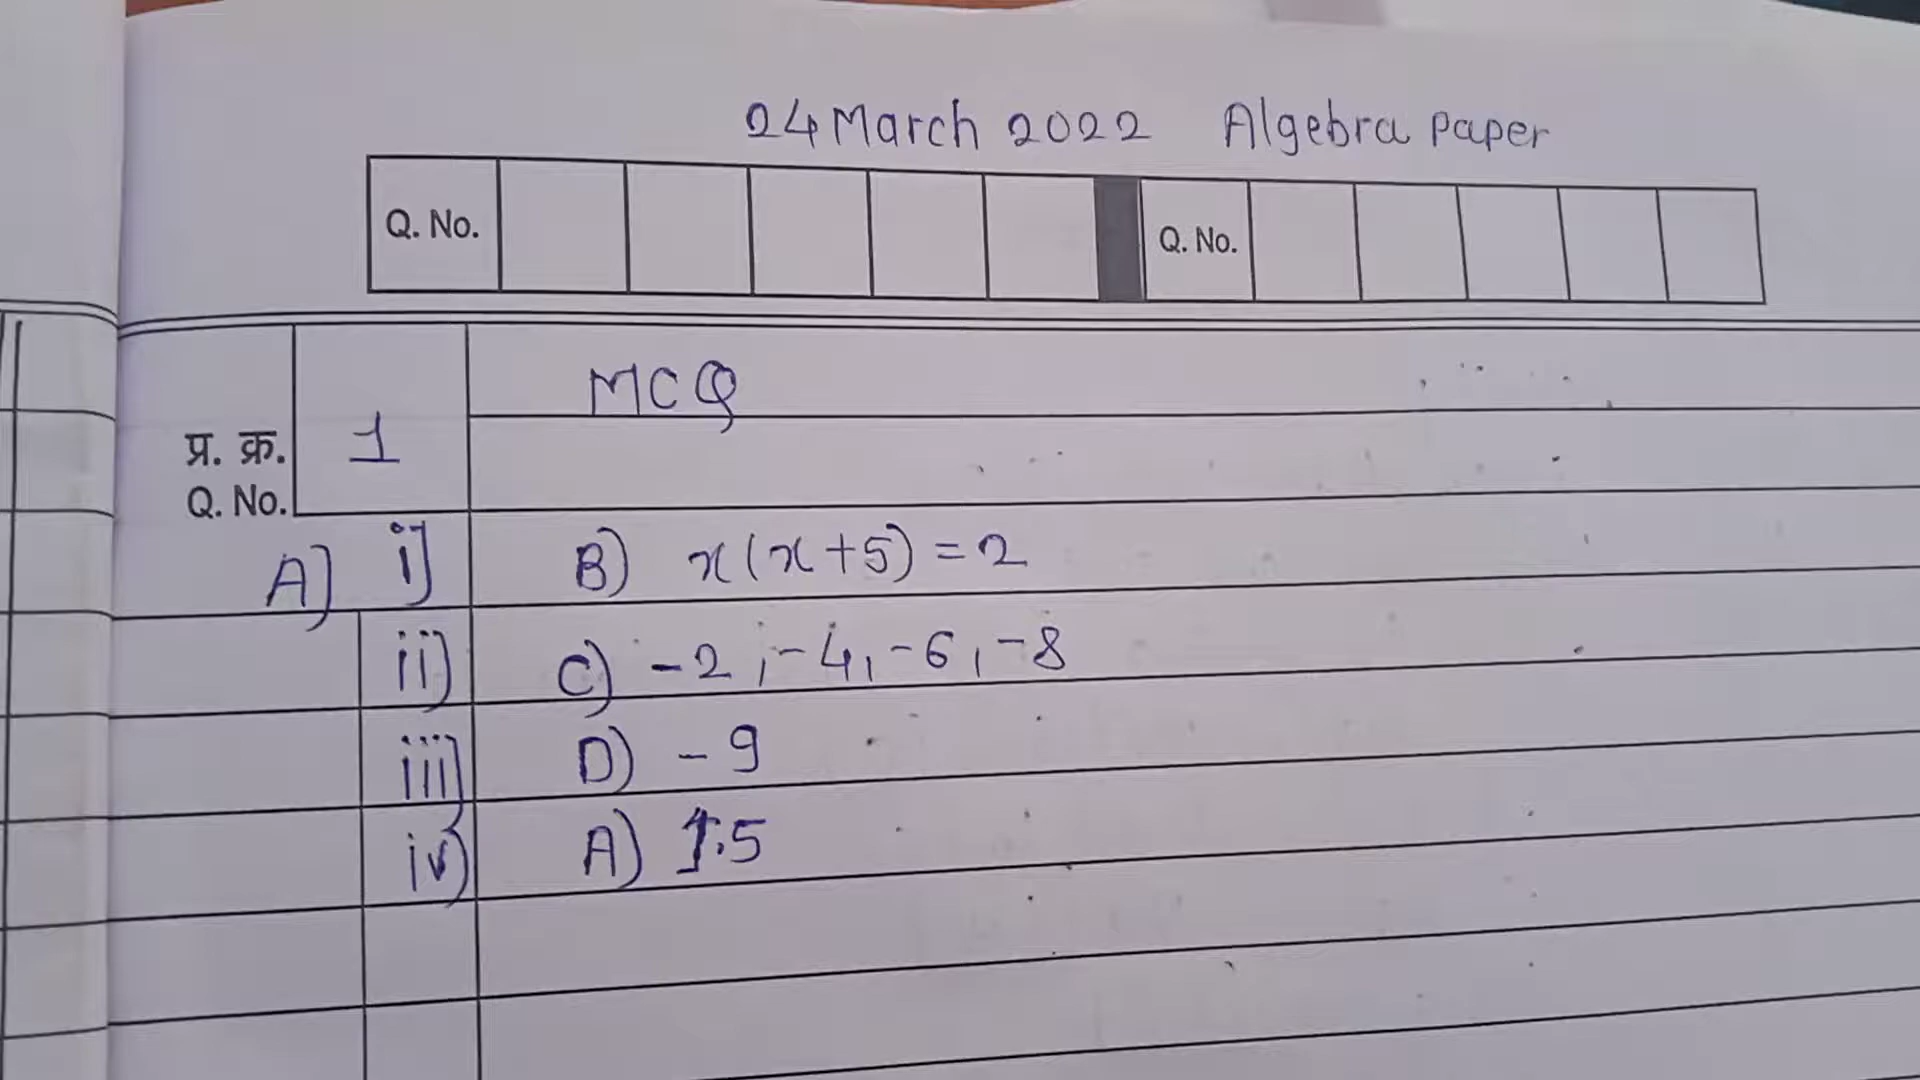 24 March 2022 Algebra paper
Q. No. Q. No.
MCQ
प्र. क्र. 1
Q. No.
A) i) B) x(x+5) = 2
ii) C) -2, -4, -6, -8
iii) D) -9
iv) A) 1.5